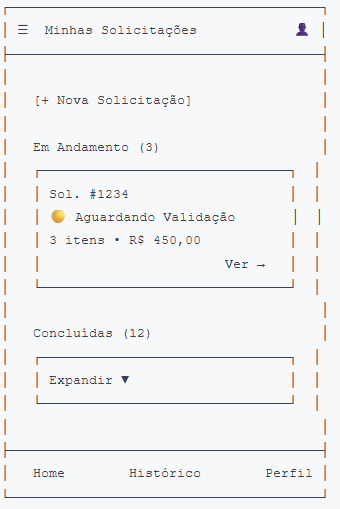 ☰ Minhas Solicitações 👤
[+ Nova Solicitação]
Em Andamento (3)
Sol. #1234
🟡 Aguardando Validação
3 itens • R$ 450,00
Ver →
Concluídas (12)
Expandir ▼
Home Histórico Perfil